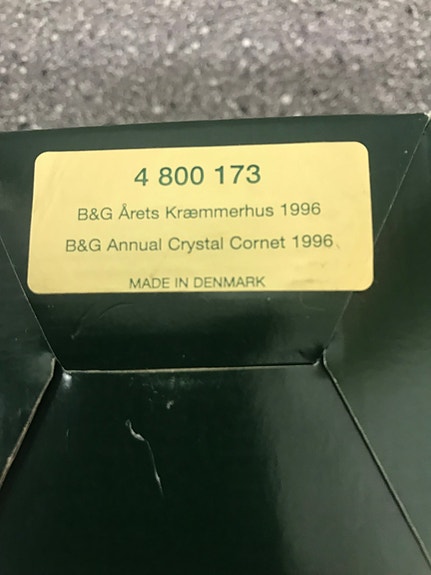 4 800 173
B&G Årets Kræmmerhus 1996
B&G Annual Crystal Cornet 1996
MADE IN DENMARK